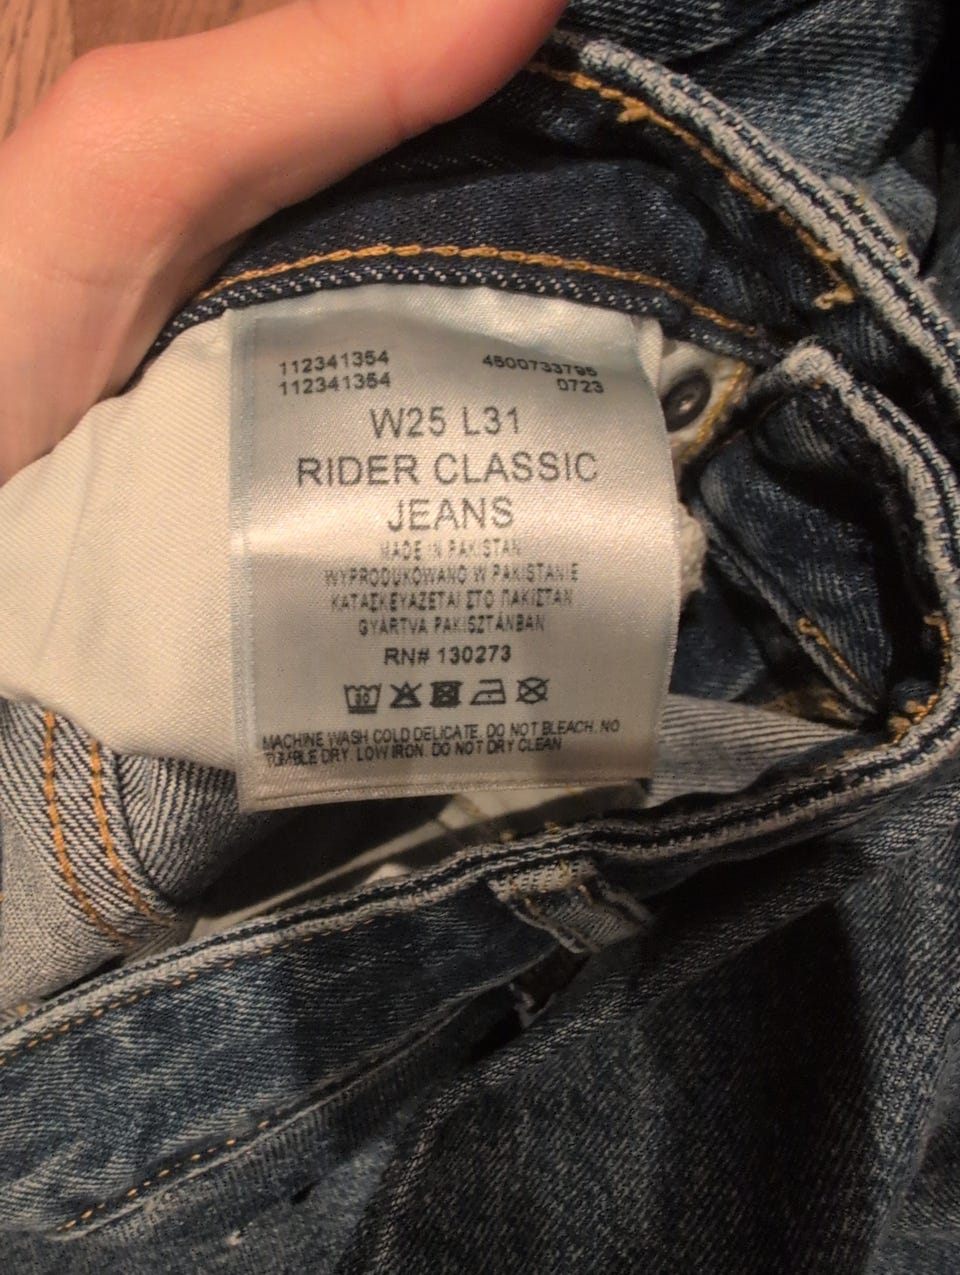 112341354 4500733795
112341354 0723
W25 L31
RIDER CLASSIC
JEANS
MADE IN PAKISTAN
WYPRODUKOWANO W PAKISTANIE
ΚΑΤΑΣΚΕΥΑΖΕΤΑΙ ΣΤΟ ΠΑΚΙΣΤΑΝ
GYÁRTVA PAKISZTÁNBAN
RN# 130273
30
MACHINE WASH COLD DELICATE. DO NOT BLEACH. NO
TUMBLE DRY. LOW IRON. DO NOT DRY CLEAN